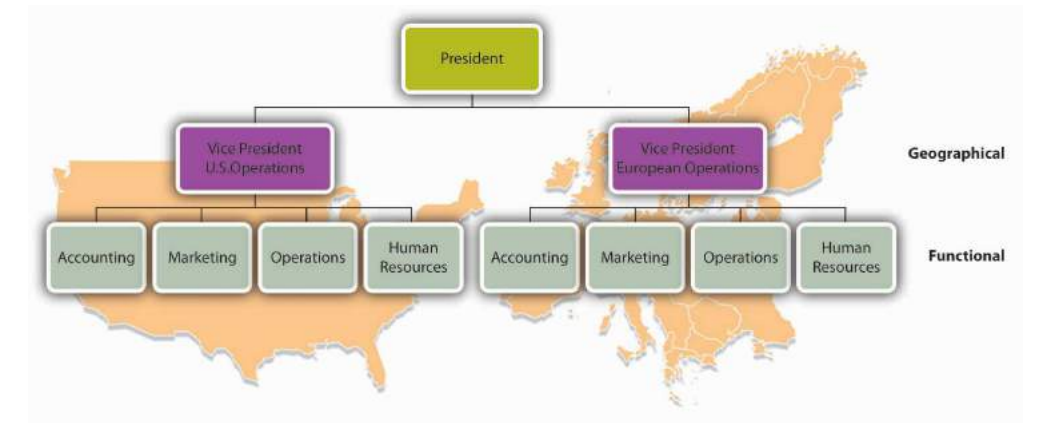 President
Vice President
U.S.Operations
Vice President
European Operations
Geographical
Accounting
Marketing
Operations
Human
Resources
Accounting
Marketing
Operations
Human
Resources
Functional